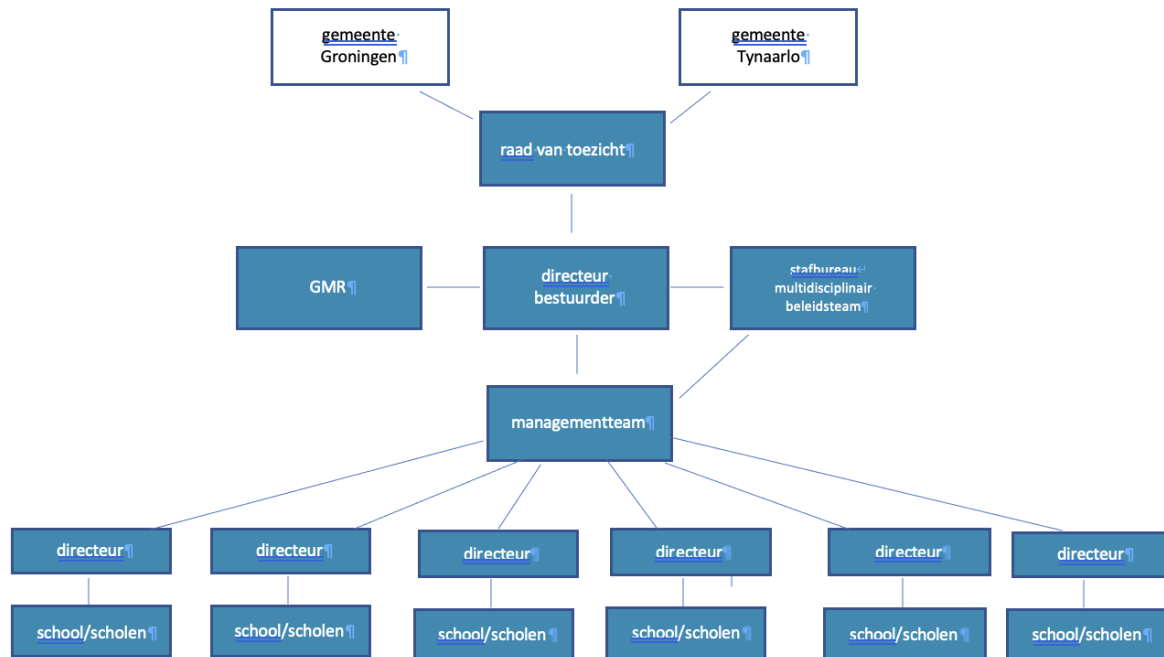 gemeente
Groningen¶
gemeente
Tynaarlo¶
raad van toezicht¶
GMR¶
directeur
bestuurder¶
stafbureau↵
multidisciplinair
beleidsteam¶
managementteam¶
directeur¶
directeur¶
directeur¶
directeur¶
directeur¶
directeur¶
school/scholen¶
school/scholen¶
school/scholen¶
school/scholen¶
school/scholen¶
school/scholen¶